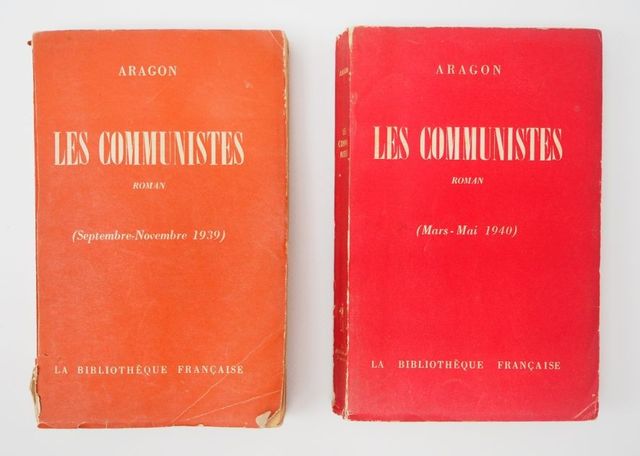 ARAGON
LES COMMUNISTES
ROMAN
(Septembre-Novembre 1939)
LA BIBLIOTHÈQUE FRANÇAISE
ARAGON
LES COMMUNISTES
ROMAN
(Mars-Mai 1940)
LA BIBLIOTHÈQUE FRANÇAISE
ARAGON